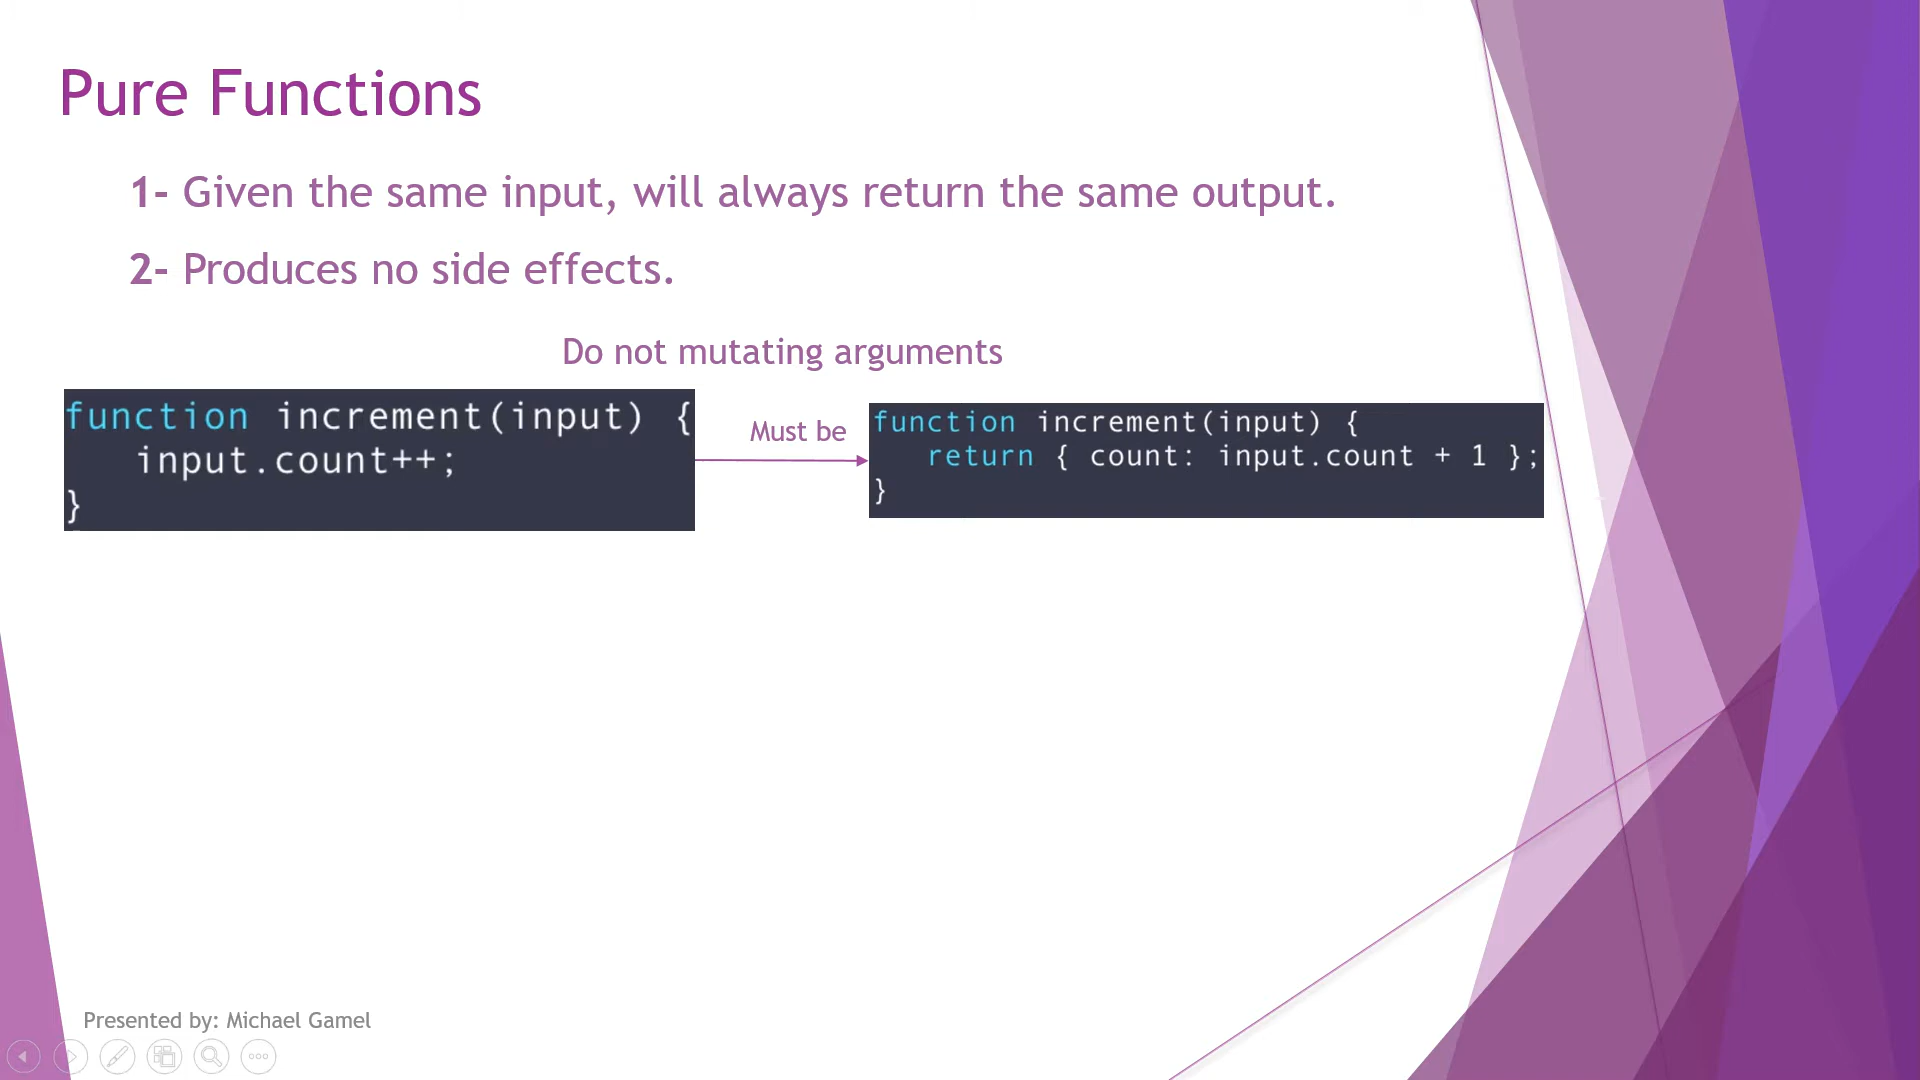 Pure Functions
1- Given the same input, will always return the same output.
2- Produces no side effects.
Do not mutating arguments
function increment(input) {
input.count++;
}
Must be
function increment(input) {
return { count: input.count + 1 };
}
Presented by: Michael Gamel